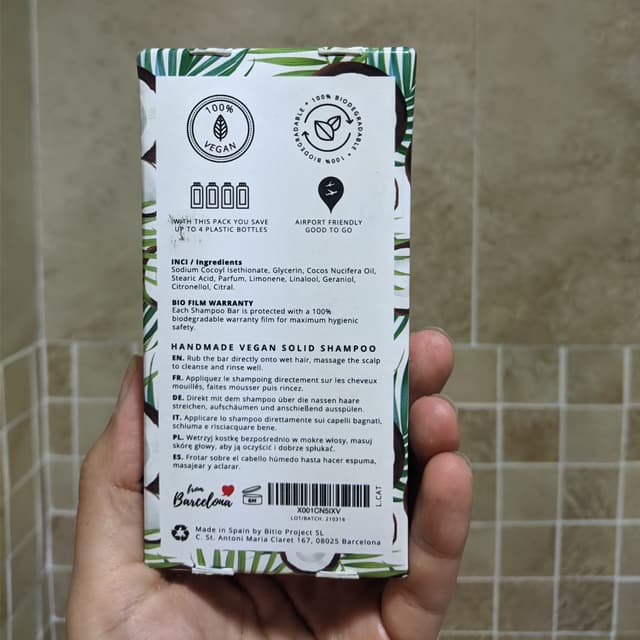 100%
VEGAN
100% BIODEGRADABLE • 100% BIODEGRADABLE •
WITH THIS PACK YOU SAVE
UP TO 4 PLASTIC BOTTLES
AIRPORT FRIENDLY
GOOD TO GO
INCI / Ingredients
Sodium Cocoyl Isethionate, Glycerin, Cocos Nucifera Oil,
Stearic Acid, Parfum, Limonene, Linalool, Geraniol,
Citronellol, Citral.
BIO FILM WARRANTY
Each Shampoo Bar is protected with a 100%
biodegradable warranty film for maximum hygienic
safety.
HANDMADE VEGAN SOLID SHAMPOO
EN. Rub the bar directly onto wet hair, massage the scalp
to cleanse and rinse well.
FR. Appliquez le shampoing directement sur les cheveux
mouillés, faites mousser puis rincez.
DE. Direkt mit dem shampoo über die nassen haare
streichen, aufschäumen und anschießend ausspülen.
IT. Applicare lo shampoo direttamente sui capelli bagnati,
schiuma e risciacquare bene.
PL. Wetrzyj kostkę bezpośrednio w mokre włosy, masuj
skórę głowy, aby ją oczyścić i dobrze spłukać.
ES. Frotar sobre el cabello húmedo hasta hacer espuma,
masajear y aclarar.
from
Barcelona
6M
X001CN5IXV
LOT/BATCH. 210316
L.CAT
Made in Spain by Bitio Project SL
C. St. Antoni Maria Claret 167, 08025 Barcelona